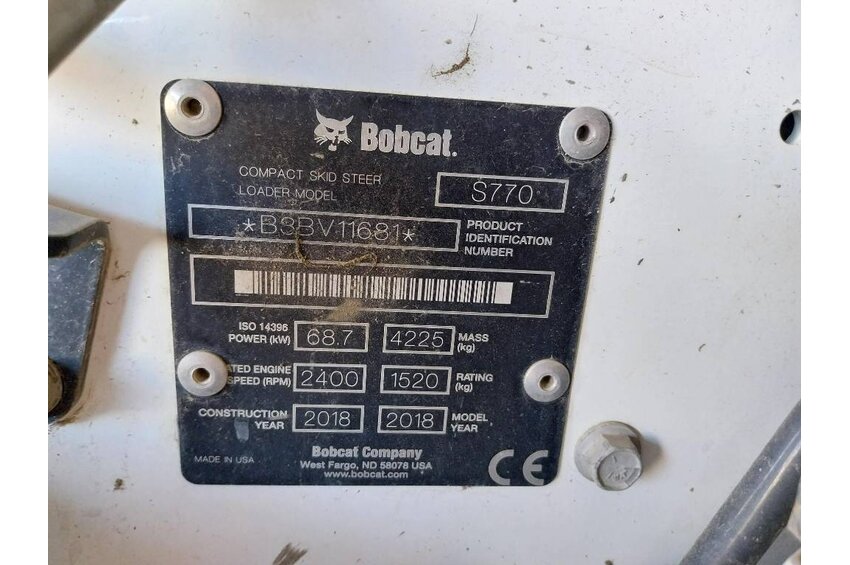 Bobcat.
COMPACT SKID STEER
LOADER MODEL
S770
*B3BV11681*
PRODUCT
IDENTIFICATION
NUMBER
ISO 14396
POWER (kW)
68.7
4225
MASS
(kg)
ATED ENGINE
SPEED (RPM)
2400
1520
RATING
(kg)
CONSTRUCTION
YEAR
2018
2018
MODEL
YEAR
Bobcat Company
West Fargo, ND 58078 USA
www.bobcat.com
MADE IN USA
CE